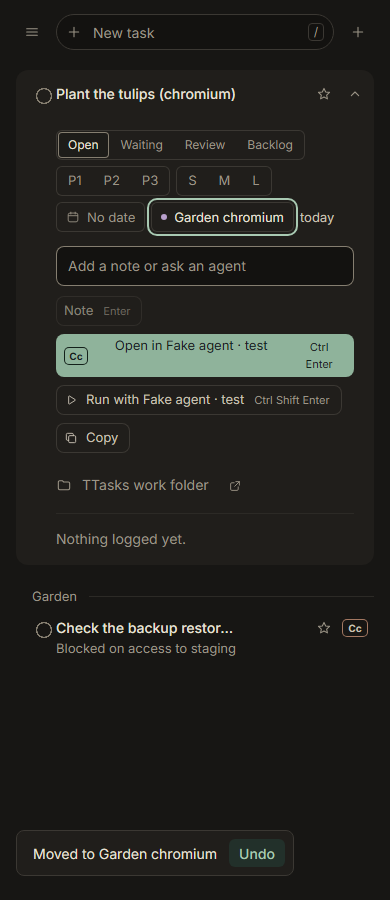 New task /
Plant the tulips (chromium)
Open Waiting Review Backlog
P1 P2 P3 S M L
No date Garden chromium today
Add a note or ask an agent
Note Enter
Cc Open in Fake agent · test Ctrl
Enter
Run with Fake agent · test Ctrl Shift Enter
Copy
TTasks work folder
Nothing logged yet.
Garden
Check the backup restor... Cc
Blocked on access to staging
Moved to Garden chromium Undo